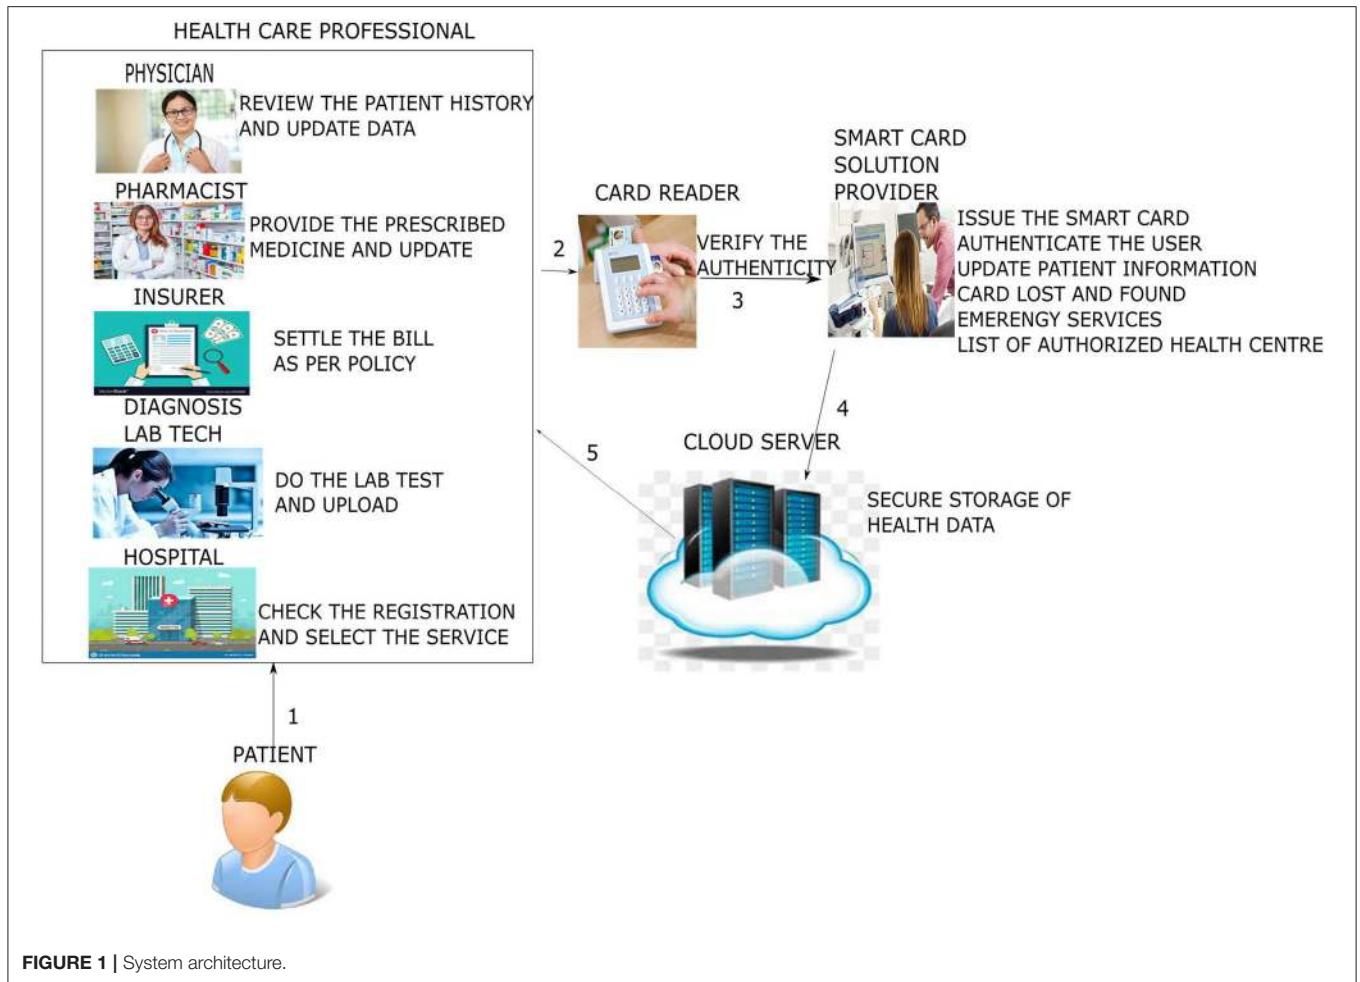 HEALTH CARE PROFESSIONAL
PHYSICIAN
REVIEW THE PATIENT HISTORY
AND UPDATE DATA
PHARMACIST
PROVIDE THE PRESCRIBED
MEDICINE AND UPDATE
INSURER
SETTLE THE BILL
AS PER POLICY
DIAGNOSIS
LAB TECH
DO THE LAB TEST
AND UPLOAD
HOSPITAL
CHECK THE REGISTRATION
AND SELECT THE SERVICE
1
PATIENT
2
CARD READER
VERIFY THE
AUTHENTICITY
3
SMART CARD
SOLUTION
PROVIDER
ISSUE THE SMART CARD
AUTHENTICATE THE USER
UPDATE PATIENT INFORMATION
CARD LOST AND FOUND
EMERENGY SERVICES
LIST OF AUTHORIZED HEALTH CENTRE
4
CLOUD SERVER
SECURE STORAGE OF
HEALTH DATA
5
FIGURE 1 | System architecture.